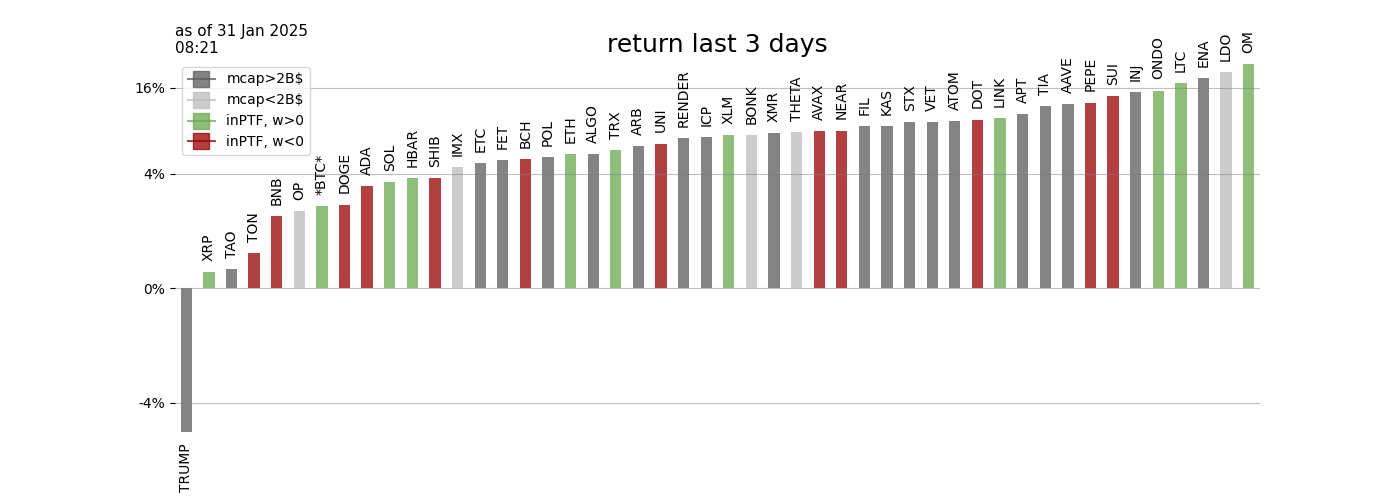 as of 31 Jan 2025
08:21
return last 3 days
mcap>2B$
mcap<2B$
inPTF, w>0
inPTF, w<0
16%
4%
0%
-4%
TRUMP
XRP
TAO
TON
BNB
OP
*BTC*
DOGE
ADA
SOL
HBAR
SHIB
IMX
ETC
FET
BCH
POL
ETH
ALGO
TRX
ARB
UNI
RENDER
ICP
XLM
BONK
XMR
THETA
AVAX
NEAR
FIL
KAS
STX
VET
ATOM
DOT
LINK
APT
TIA
AAVE
PEPE
SUI
INJ
ONDO
LTC
ENA
LDO
OM